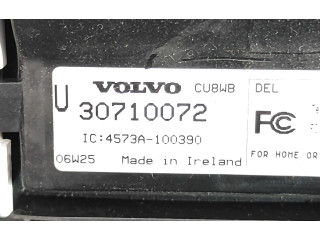 VOLVO CU8WB
U 30710072
IC:4573A-100390
06W25 Made in Ireland
DEL
FC
FOR HOME OR